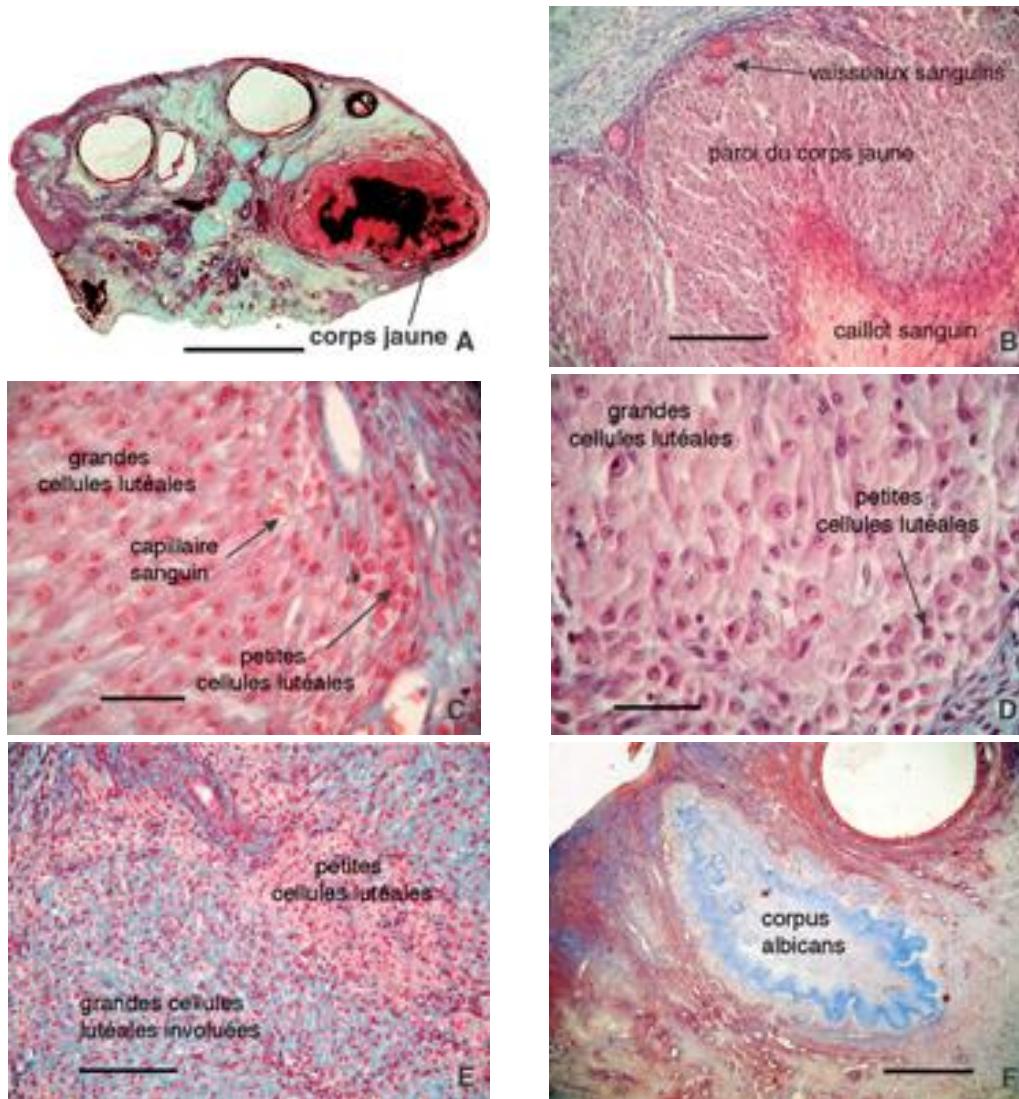 corps jaune A
vaisseaux sanguins
paroi du corps jaune
caillot sanguin
B
grandes
cellules lutéales
capillaire
sanguin
petites
cellules lutéales
C
grandes
cellules lutéales
petites
cellules lutéales
D
petites
cellules lutéales
grandes cellules
lutéales involuées
E
corpus
albicans
F